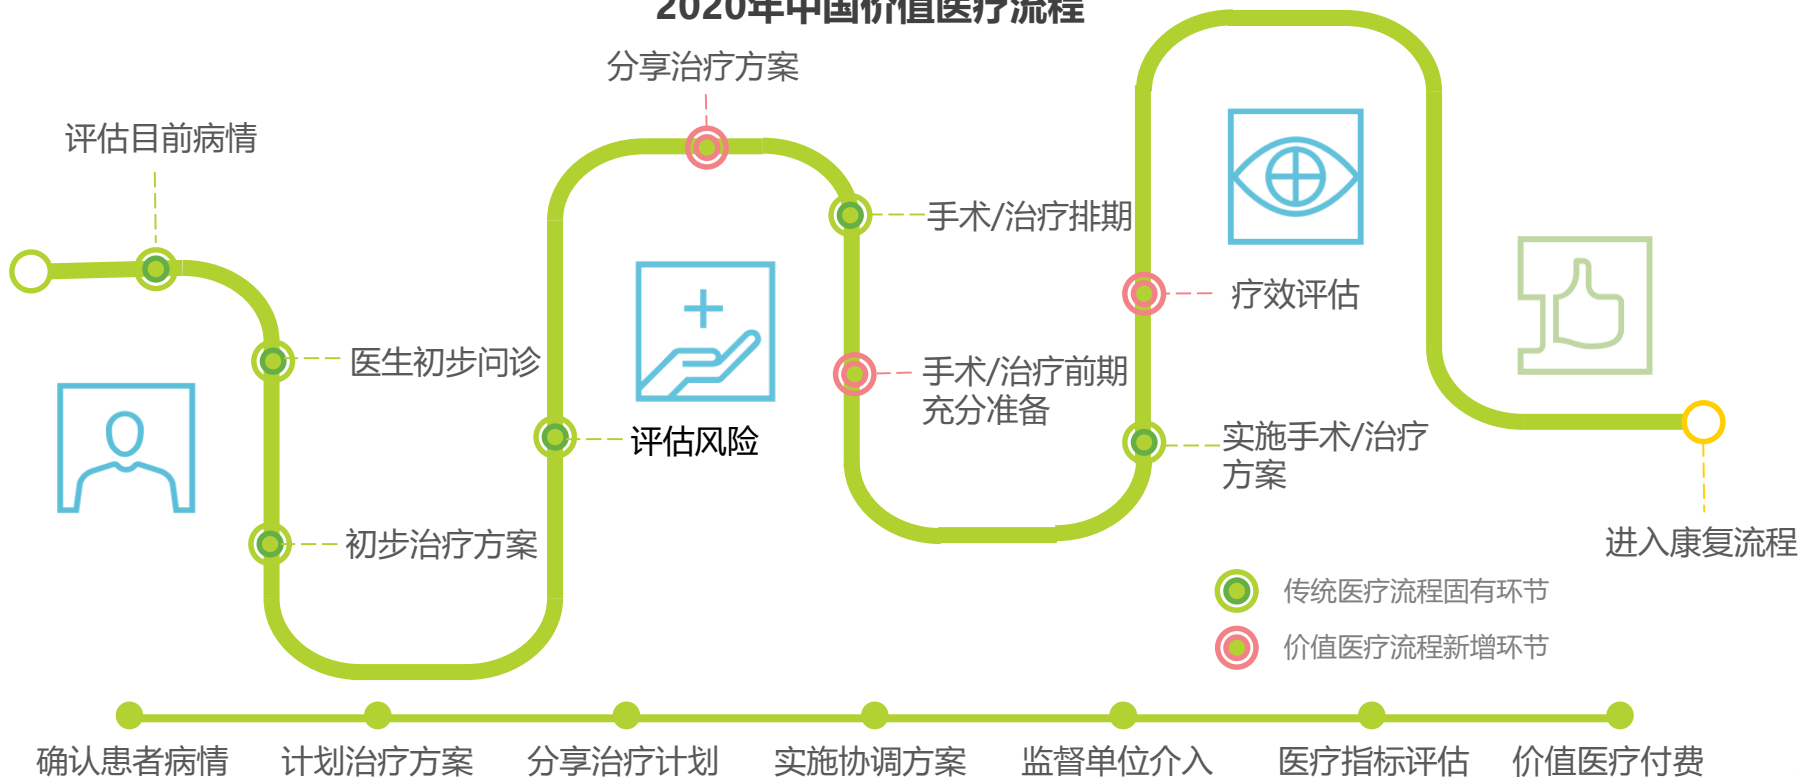 2020年中国价值医疗流程
分享治疗方案
评估目前病情
手术/治疗排期
疗效评估
医生初步问诊
手术/治疗前期
充分准备
评估风险
实施手术/治疗
方案
初步治疗方案
进入康复流程
传统医疗流程固有环节
价值医疗流程新增环节
确认患者病情
计划治疗方案
分享治疗计划
实施协调方案
监督单位介入
医疗指标评估
价值医疗付费